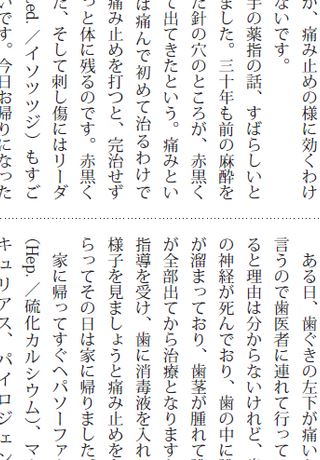 が、痛み止めの様に効くわけ
ないです。
手の薬指の話、すばらしいと
ました。三十年も前の麻酔を
た針の穴のところが、赤黒く
て出てきたという。痛みとい
は痛んで初めて治るわけで
痛み止めを打つと、完治せず
っと体に残るのです。赤黒く
た、そして刺し傷にはリーダ
ed.／イソツツジ）もすご
いです。今日お帰りになった
ある日、歯ぐきの左下が痛い
言うので歯医者に連れて行って
ると理由は分からないけれど、
の神経が死んでおり、歯の中に
が溜まっており、歯茎が腫れて
が全部出てから治療となります
指導を受け、歯に消毒液を入れ
様子を見ましょうと痛み止めを
らってその日は家に帰りました
家に帰ってすぐヘパソーファ
（Hep.／硫化カルシウム）、マ
キュリアス、パイロジェン